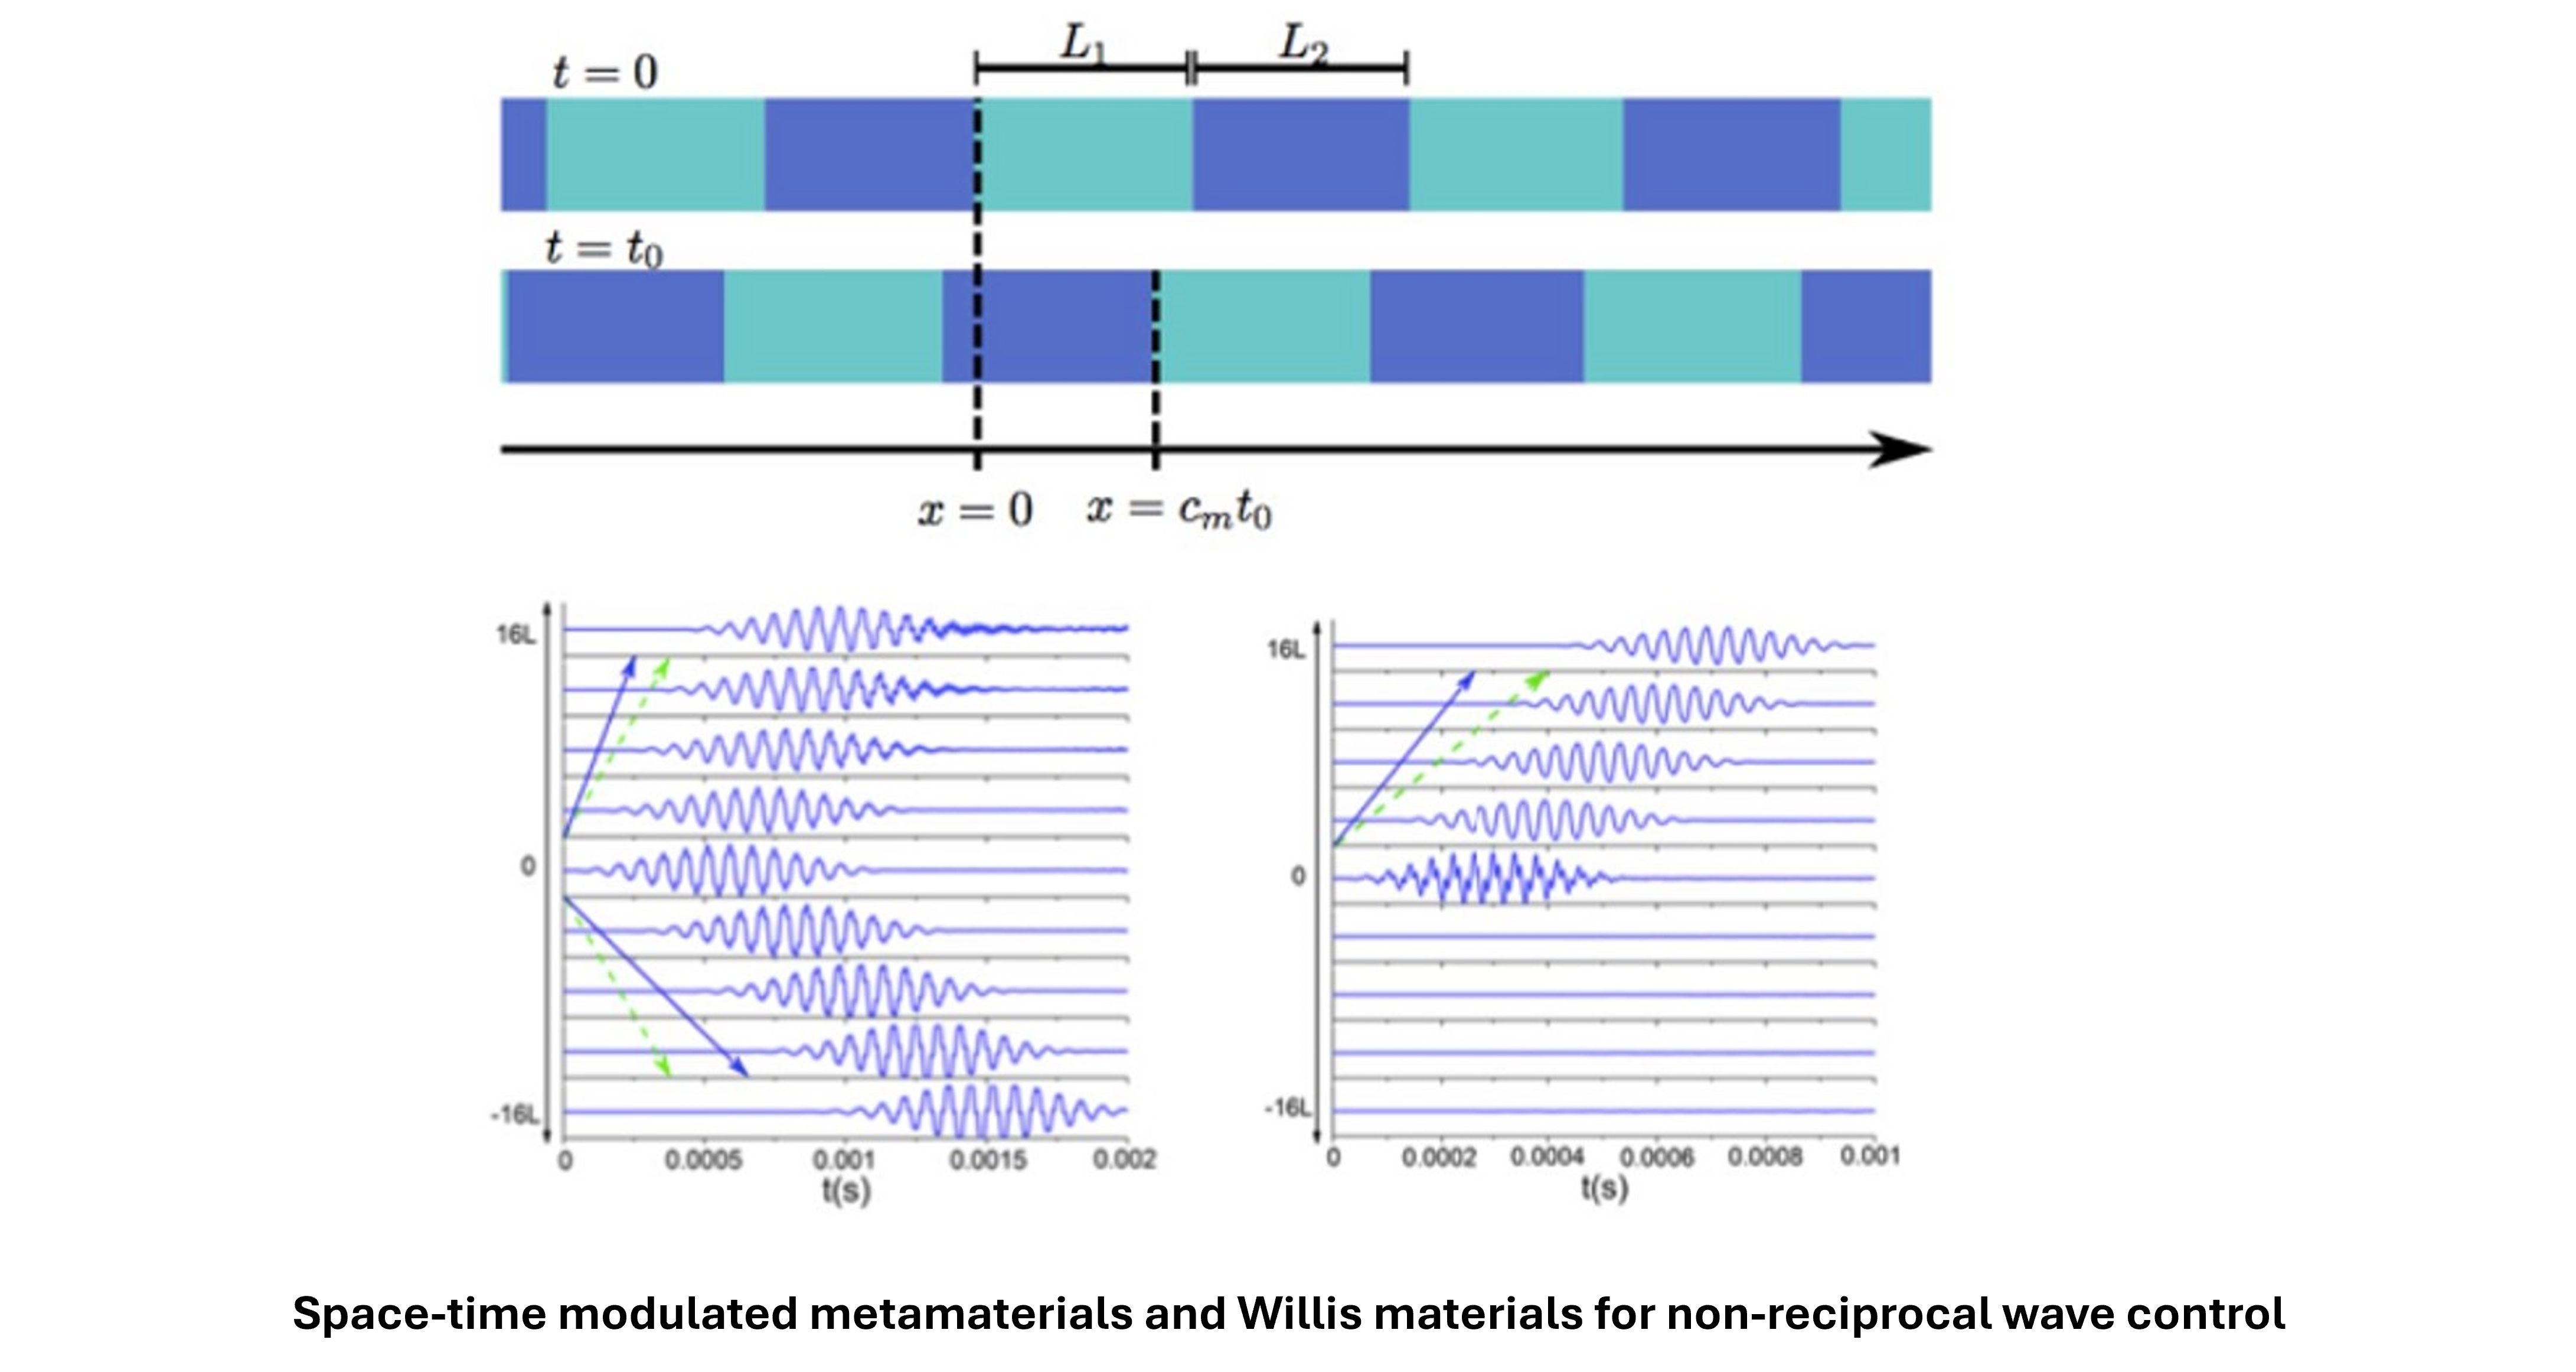 L₁ L₂
t = 0
t = t₀
x = 0 x = cₘt₀
16L
0
-16L
0 0.0005 0.001 0.0015 0.002
t(s)
16L
0
-16L
0 0.0002 0.0004 0.0006 0.0008 0.001
t(s)
Space-time modulated metamaterials and Willis materials for non-reciprocal wave control